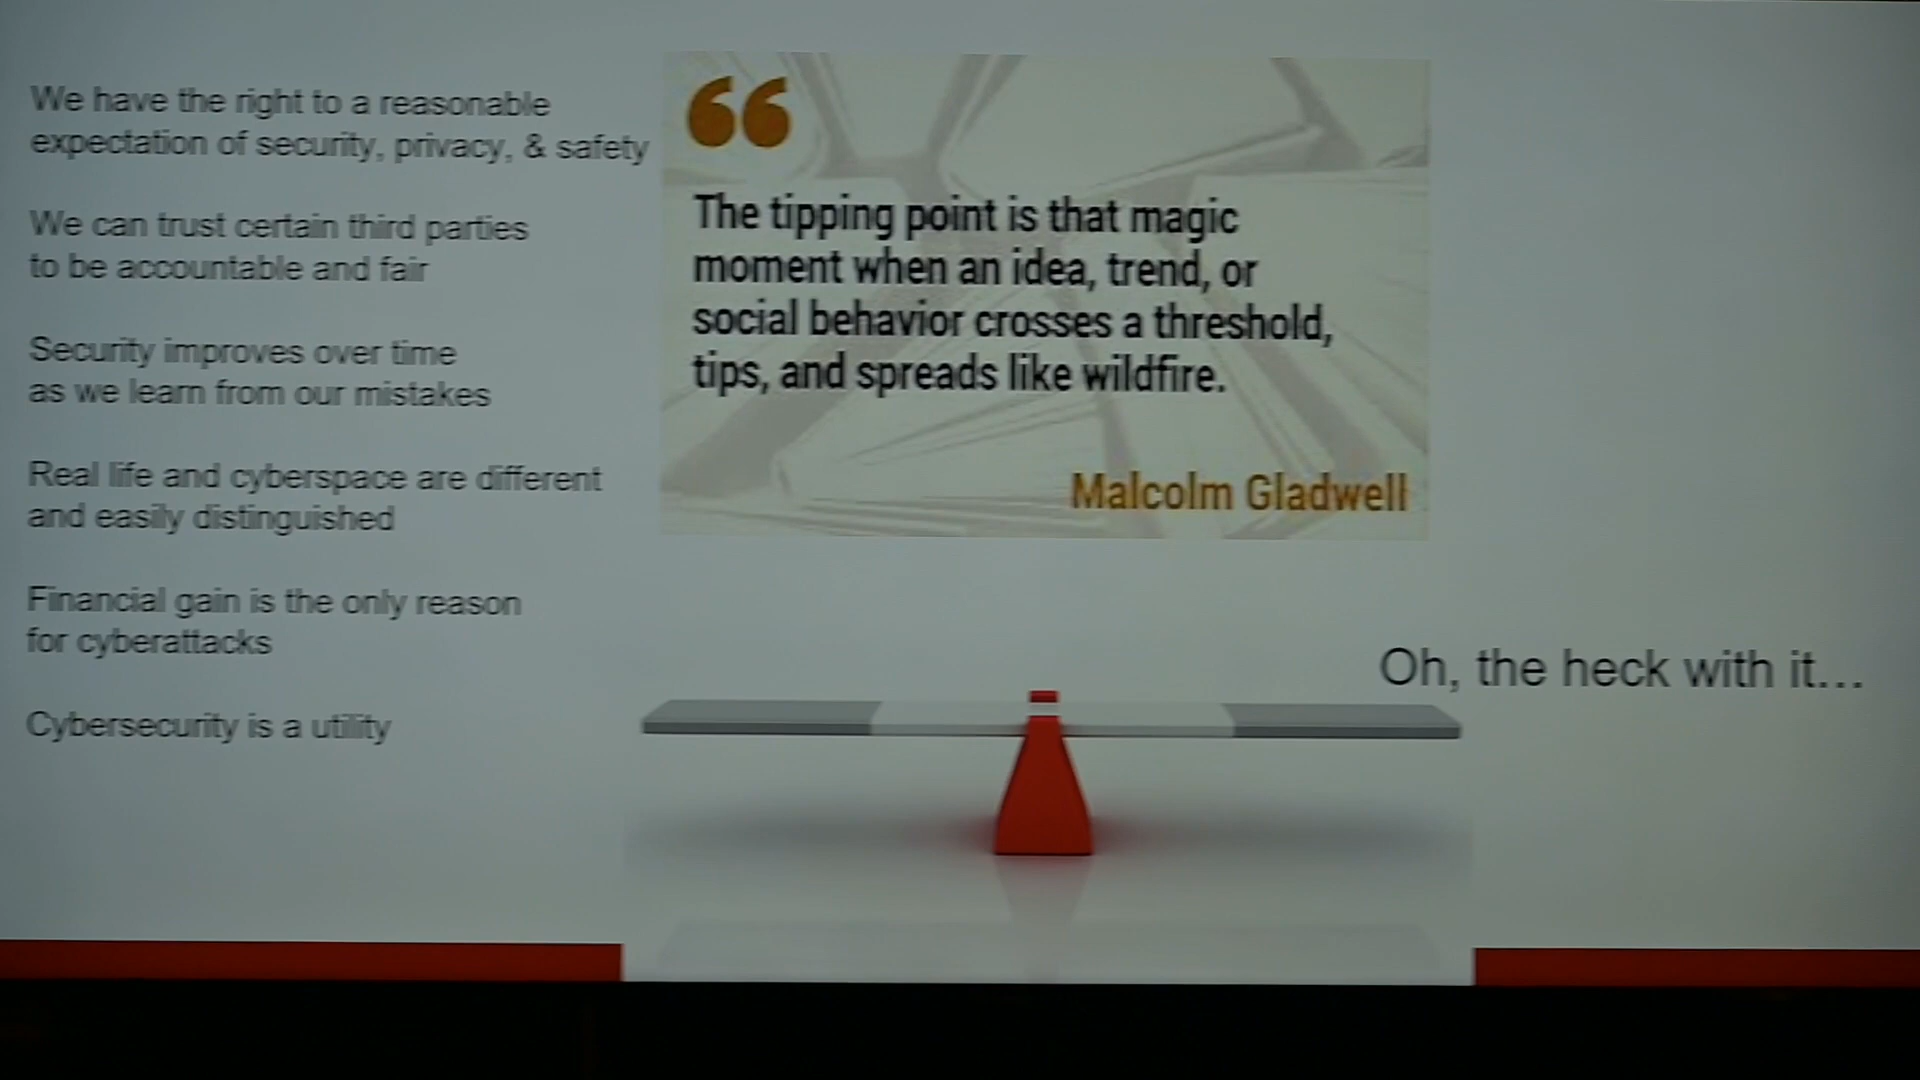 We have the right to a reasonable
expectation of security, privacy, & safety
We can trust certain third parties
to be accountable and fair
Security improves over time
as we learn from our mistakes
Real life and cyberspace are different
and easily distinguished
Financial gain is the only reason
for cyberattacks
Cybersecurity is a utility
“
The tipping point is that magic
moment when an idea, trend, or
social behavior crosses a threshold,
tips, and spreads like wildfire.
Malcolm Gladwell
Oh, the heck with it...